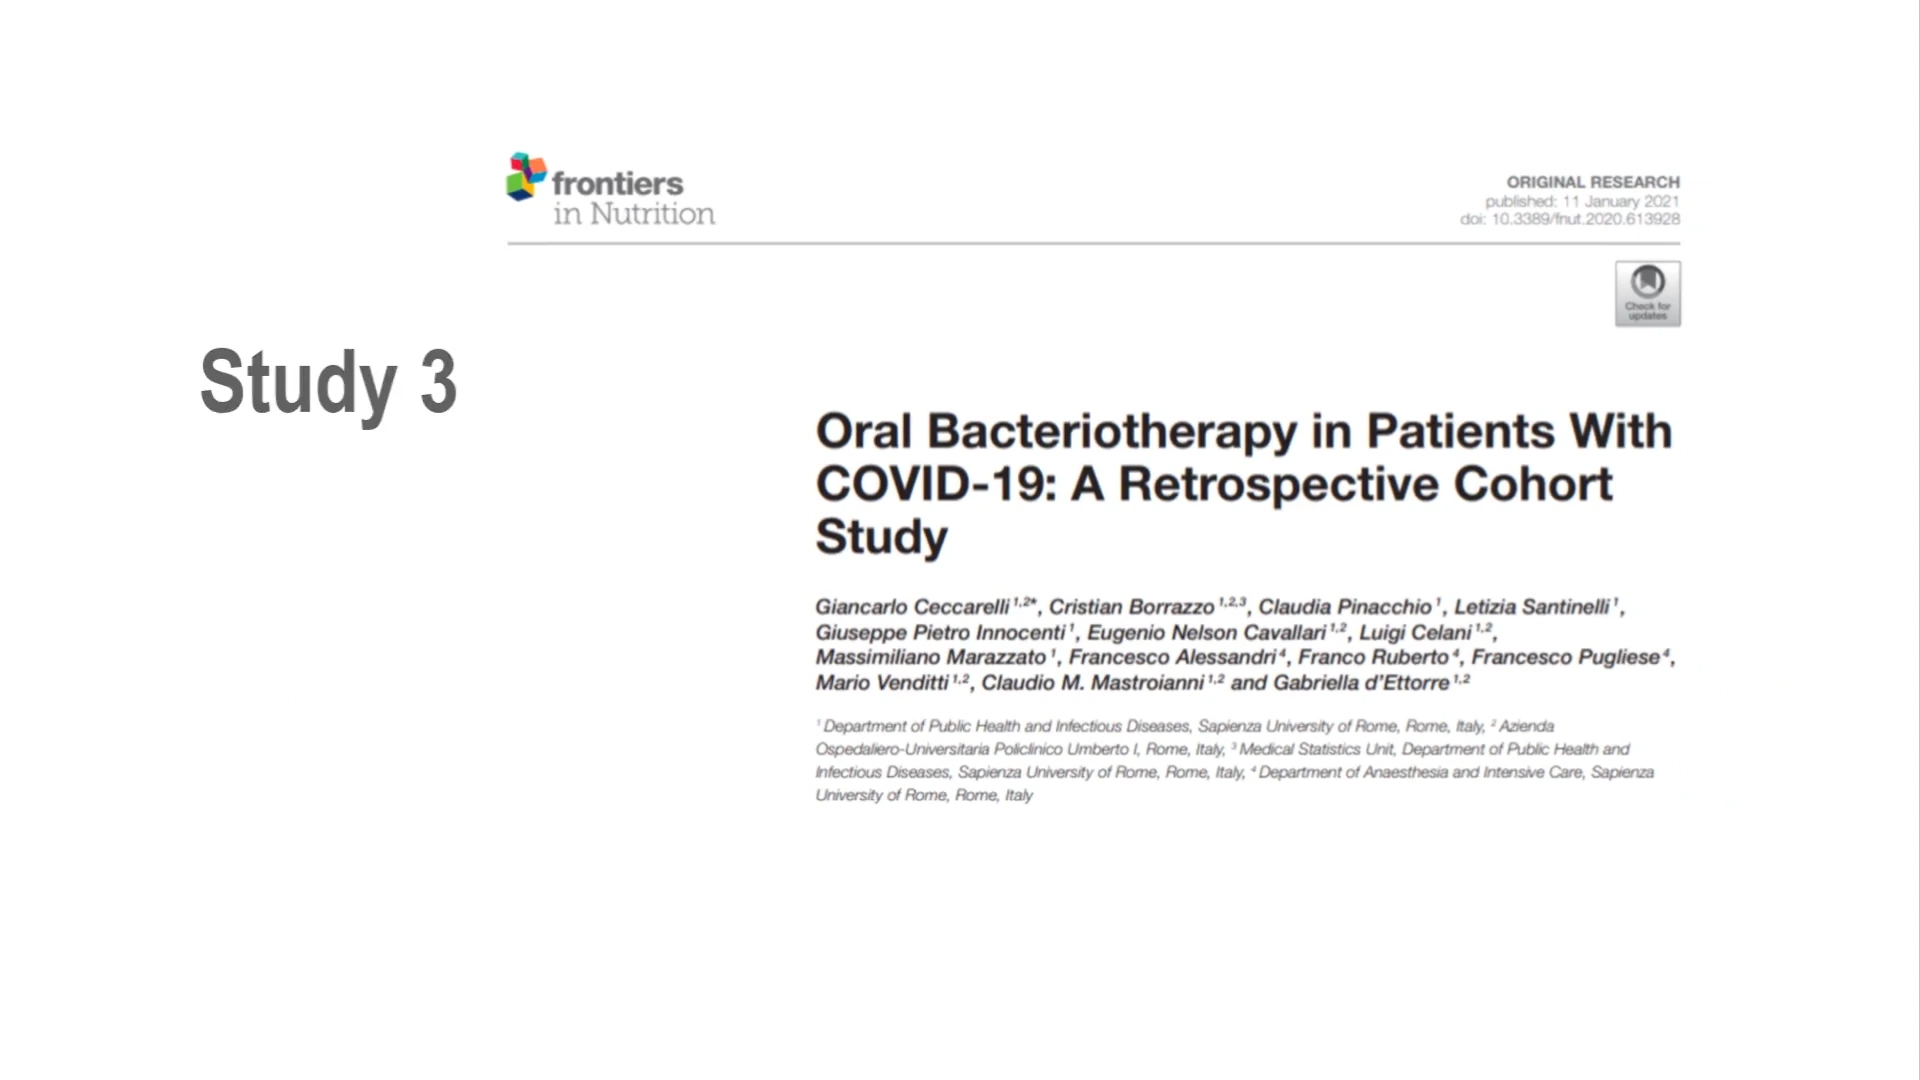 frontiers
in Nutrition
ORIGINAL RESEARCH
published: 11 January 2021
doi: 10.3389/fnut.2020.613928
Check for
updates
Study 3
Oral Bacteriotherapy in Patients With
COVID-19: A Retrospective Cohort
Study
Giancarlo Ceccarelli 1,2*, Cristian Borrazzo 1,2,3, Claudia Pinacchio 1, Letizia Santinelli 1,
Giuseppe Pietro Innocenti 1, Eugenio Nelson Cavallari 1,2, Luigi Celani 1,2,
Massimiliano Marazzato 1, Francesco Alessandri 4, Franco Ruberto 4, Francesco Pugliese 4,
Mario Venditti 1,2, Claudio M. Mastroianni 1,2 and Gabriella d'Ettorre 1,2
1 Department of Public Health and Infectious Diseases, Sapienza University of Rome, Rome, Italy, 2 Azienda
Ospedaliero-Universitaria Policlinico Umberto I, Rome, Italy, 3 Medical Statistics Unit, Department of Public Health and
Infectious Diseases, Sapienza University of Rome, Rome, Italy, 4 Department of Anaesthesia and Intensive Care, Sapienza
University of Rome, Rome, Italy